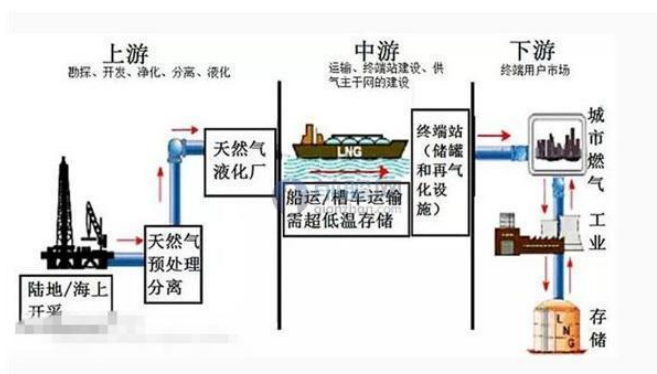 上游
勘探、开发、净化、分离、液化
中游
运输、终端站建设、供
气主干网的建设
下游
终端用户市场
陆地/海上
开采
天然气
预处理
分离
天然气
液化厂
LNG
船运/槽车运输
需超低温存储
qianzhan.com
终端站
（储罐
和再气
化设
施）
城市燃气
工业
LNG
存储